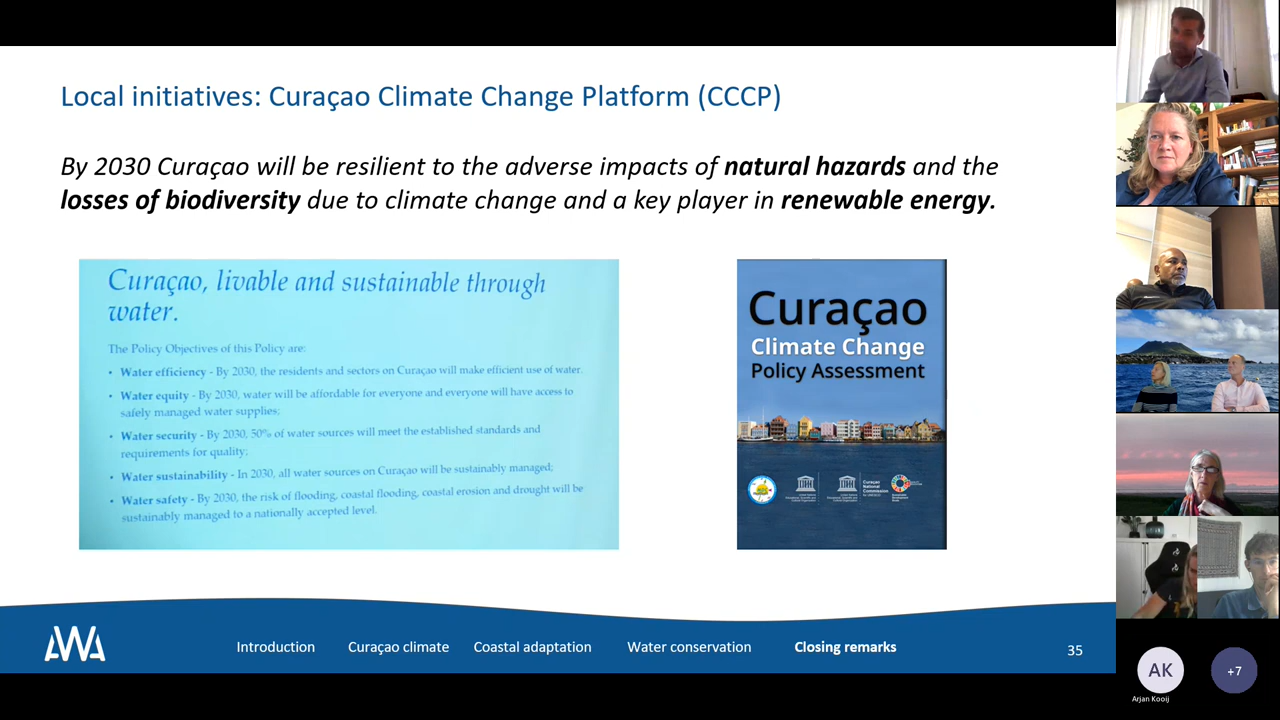 Local initiatives: Curaçao Climate Change Platform (CCCP)
By 2030 Curaçao will be resilient to the adverse impacts of natural hazards and the
losses of biodiversity due to climate change and a key player in renewable energy.
Curaçao, livable and sustainable through
water.
The Policy Objectives of this Policy are:
• Water efficiency - By 2030, the residents and sectors on Curaçao will make efficient use of water.
• Water equity - By 2030, water will be affordable for everyone and everyone will have access to
safely managed water supplies;
• Water security - By 2030, 50% of water sources will meet the established standards and
requirements for quality;
• Water sustainability - In 2030, all water sources on Curaçao will be sustainably managed;
• Water safety - By 2030, the risk of flooding, coastal flooding, coastal erosion and drought will be
sustainably managed to a nationally accepted level.
Curaçao
Climate Change
Policy Assessment
Curaçao
National
Commission
for UNESCO
AWA
Introduction
Curaçao climate
Coastal adaptation
Water conservation
Closing remarks
35
AK
Arjan Kooij
+7